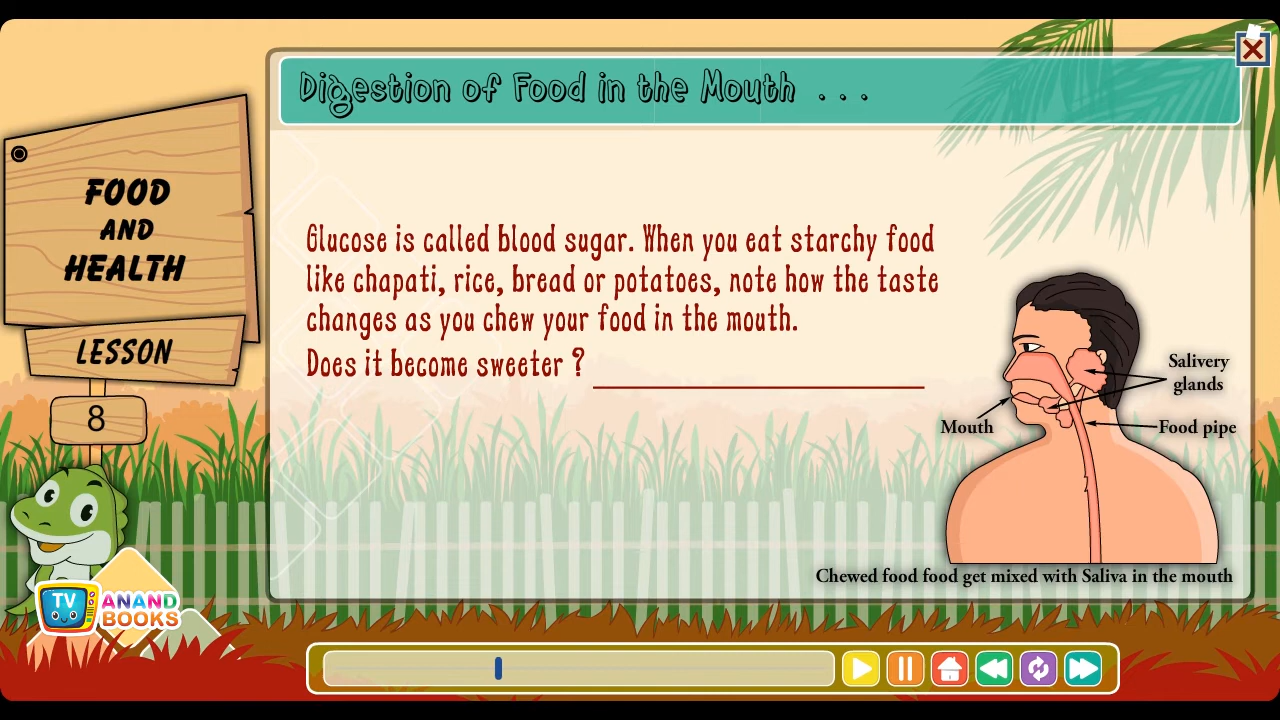 Digestion of Food in the Mouth ...
FOOD
AND
HEALTH
LESSON
8
Glucose is called blood sugar. When you eat starchy food
like chapati, rice, bread or potatoes, note how the taste
changes as you chew your food in the mouth.
Does it become sweeter ?
Salivery
glands
Mouth
Food pipe
Chewed food food get mixed with Saliva in the mouth
TV
ANAND
BOOKS